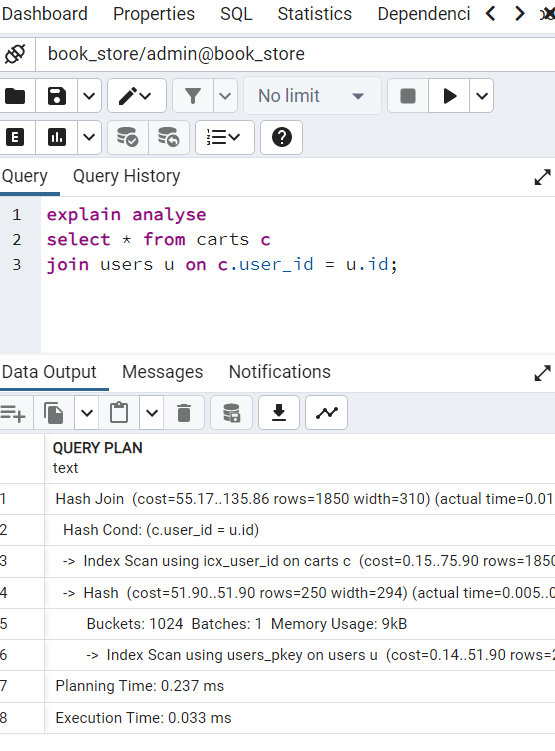 Dashboard Properties SQL Statistics Dependenci
book_store/admin@book_store
No limit
E
Query Query History
1 explain analyse
2 select * from carts c
3 join users u on c.user_id = u.id;
Data Output Messages Notifications
QUERY PLAN
text
1 Hash Join (cost=55.17..135.86 rows=1850 width=310) (actual time=0.01
2 Hash Cond: (c.user_id = u.id)
3 -> Index Scan using icx_user_id on carts c (cost=0.15..75.90 rows=1850
4 -> Hash (cost=51.90..51.90 rows=250 width=294) (actual time=0.005..0
5 Buckets: 1024 Batches: 1 Memory Usage: 9kB
6 -> Index Scan using users_pkey on users u (cost=0.14..51.90 rows=2
7 Planning Time: 0.237 ms
8 Execution Time: 0.033 ms